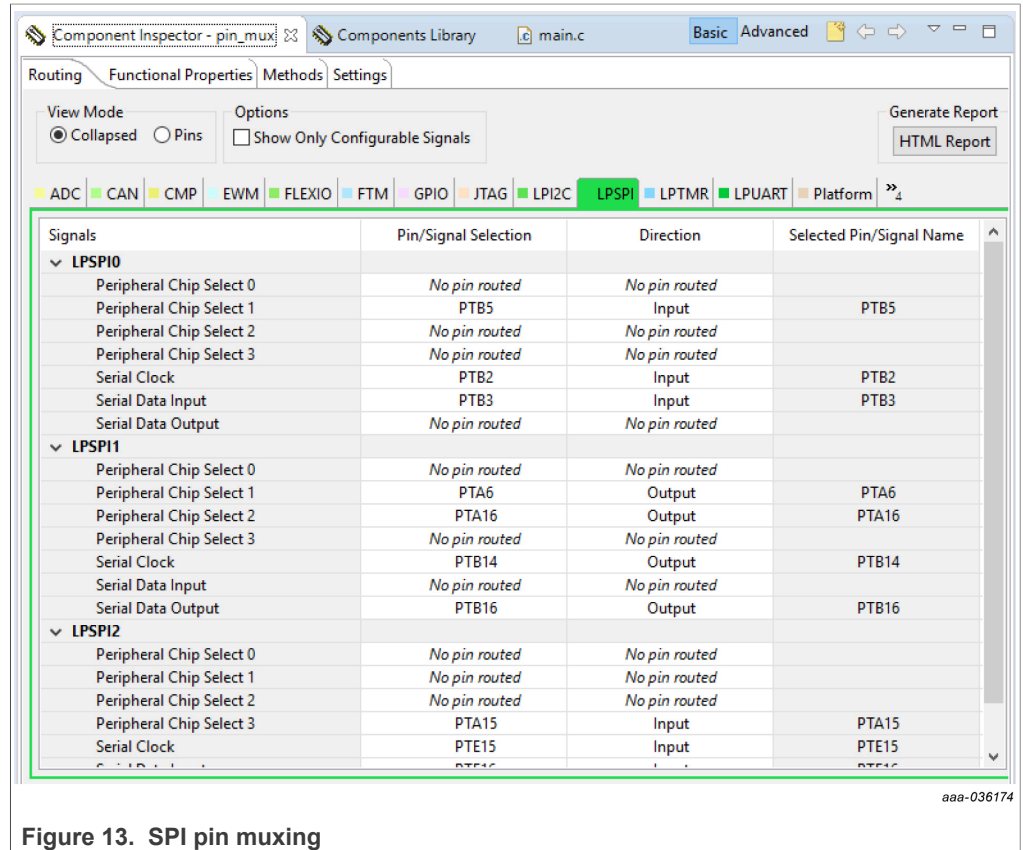 Component Inspector - pin_mux Components Library main.c Basic Advanced
Routing Functional Properties Methods Settings
View Mode Options Generate Report
Collapsed Pins Show Only Configurable Signals HTML Report
ADC CAN CMP EWM FLEXIO FTM GPIO JTAG LPI2C LPSPI LPTMR LPUART Platform »4
Signals Pin/Signal Selection Direction Selected Pin/Signal Name
LPSPI0
Peripheral Chip Select 0 No pin routed No pin routed
Peripheral Chip Select 1 PTB5 Input PTB5
Peripheral Chip Select 2 No pin routed No pin routed
Peripheral Chip Select 3 No pin routed No pin routed
Serial Clock PTB2 Input PTB2
Serial Data Input PTB3 Input PTB3
Serial Data Output No pin routed No pin routed
LPSPI1
Peripheral Chip Select 0 No pin routed No pin routed
Peripheral Chip Select 1 PTA6 Output PTA6
Peripheral Chip Select 2 PTA16 Output PTA16
Peripheral Chip Select 3 No pin routed No pin routed
Serial Clock PTB14 Output PTB14
Serial Data Input No pin routed No pin routed
Serial Data Output PTB16 Output PTB16
LPSPI2
Peripheral Chip Select 0 No pin routed No pin routed
Peripheral Chip Select 1 No pin routed No pin routed
Peripheral Chip Select 2 No pin routed No pin routed
Peripheral Chip Select 3 PTA15 Input PTA15
Serial Clock PTE15 Input PTE15
aaa-036174
Figure 13. SPI pin muxing